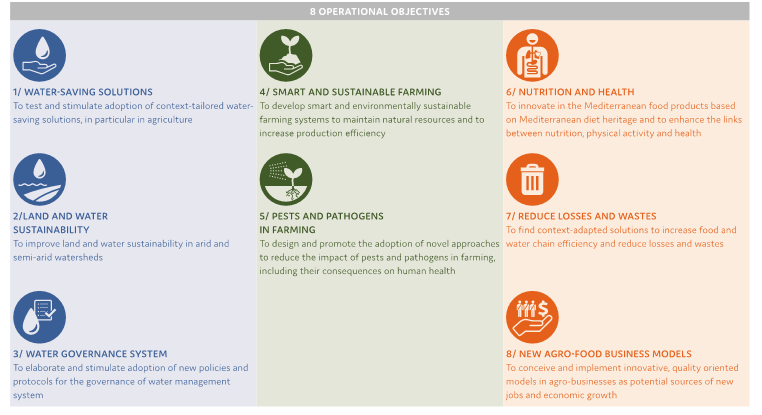 8 OPERATIONAL OBJECTIVES
1/ WATER-SAVING SOLUTIONS
To test and stimulate adoption of context-tailored water-
saving solutions, in particular in agriculture
2/LAND AND WATER
SUSTAINABILITY
To improve land and water sustainability in arid and
semi-arid watersheds
3/ WATER GOVERNANCE SYSTEM
To elaborate and stimulate adoption of new policies and
protocols for the governance of water management
system
4/ SMART AND SUSTAINABLE FARMING
To develop smart and environmentally sustainable
farming systems to maintain natural resources and to
increase production efficiency
5/ PESTS AND PATHOGENS
IN FARMING
To design and promote the adoption of novel approaches
to reduce the impact of pests and pathogens in farming,
including their consequences on human health
6/ NUTRITION AND HEALTH
To innovate in the Mediterranean food products based
on Mediterranean diet heritage and to enhance the links
between nutrition, physical activity and health
7/ REDUCE LOSSES AND WASTES
To find context-adapted solutions to increase food and
water chain efficiency and reduce losses and wastes
$
8/ NEW AGRO-FOOD BUSINESS MODELS
To conceive and implement innovative, quality oriented
models in agro-businesses as potential sources of new
jobs and economic growth